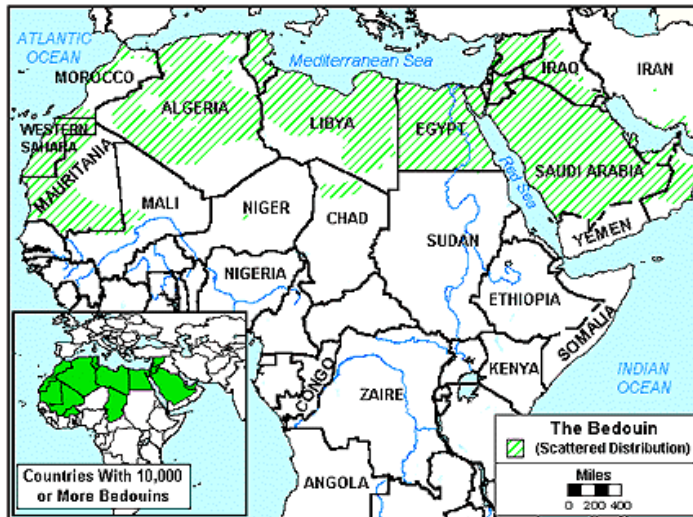 ATLANTIC
OCEAN
Mediterranean Sea
MOROCCO
IRAQ
IRAN
ALGERIA
LIBYA
EGYPT
WESTERN
SAHARA
SAUDI ARABIA
Red Sea
MAURITANIA
MALI
NIGER
CHAD
YEMEN
SUDAN
NIGERIA
ETHIOPIA
SOMALIA
CONGO
KENYA
INDIAN
OCEAN
ZAIRE
ANGOLA
Countries With 10,000
or More Bedouins
The Bedouin
(Scattered Distribution)
Miles
0 200 400